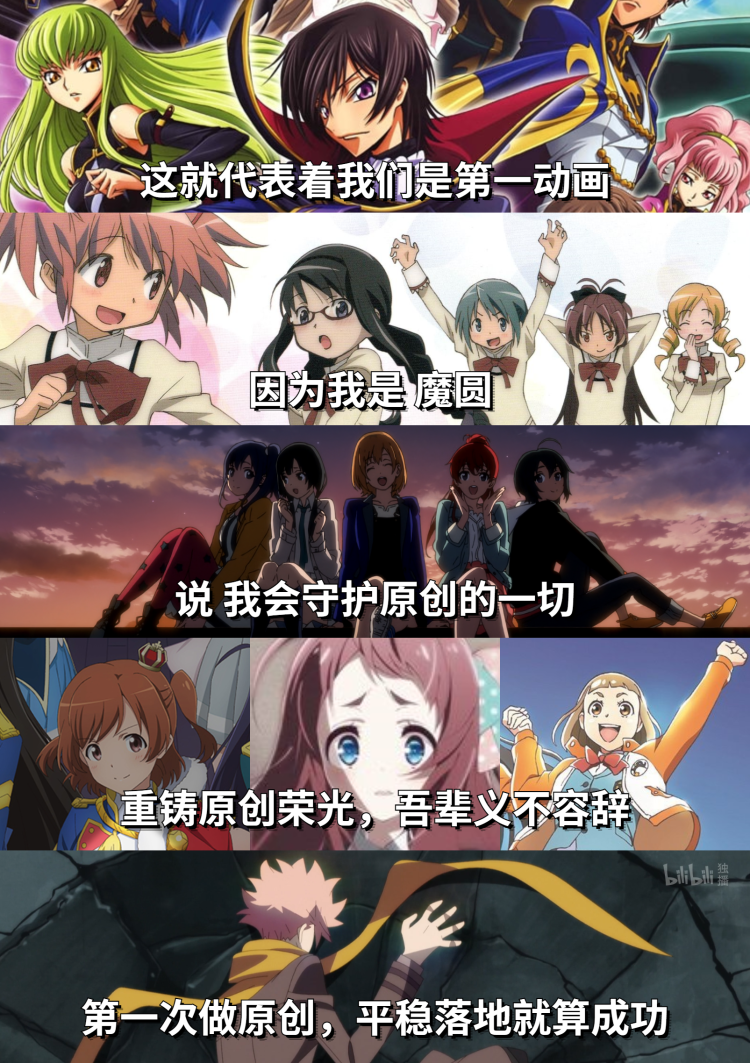 这就代表着我们是第一动画
因为我是 魔圆
说 我会守护原创的一切
重铸原创荣光，吾辈义不容辞
bilibili 独播
第一次做原创，平稳落地就算成功